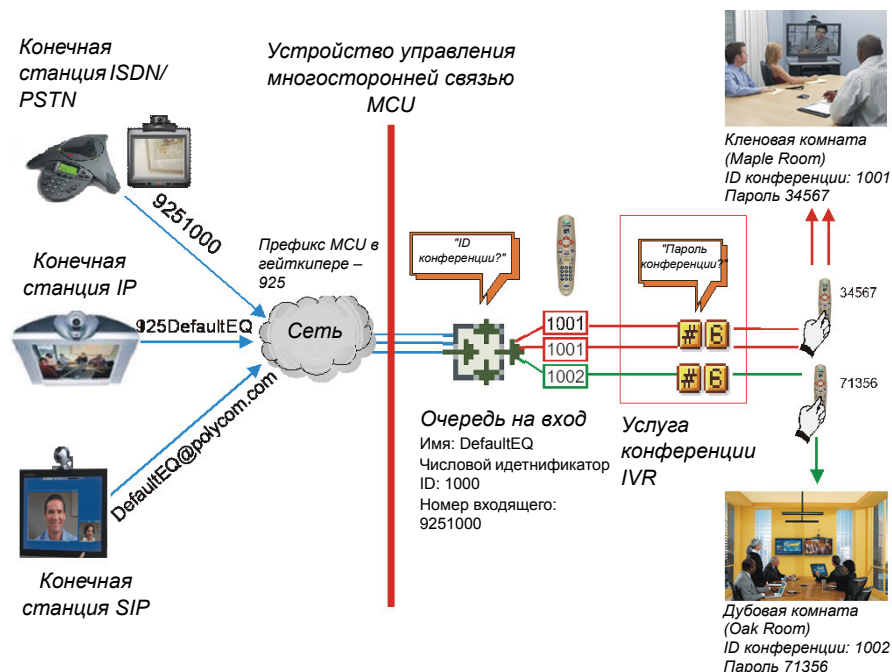 Конечная
станция ISDN/
PSTN
Устройство управления
многосторонней связью
MCU
Кленовая комната
(Maple Room)
ID конференции: 1001
Пароль 34567
9251000
Префикс MCU в
гейткипере –
925
"ID
конференции?"
"Пароль
конференции?"
Конечная
станция IP
925DefaultEQ
Сеть
1001
1001
1002
# 6
# 6
34567
71356
DefaultEQ@polycom.com
Очередь на вход
Имя: DefaultEQ
Числовой идетнификатор
ID: 1000
Номер входящего:
9251000
Услуга
конференции
IVR
Конечная
станция SIP
Дубовая комната
(Oak Room)
ID конференции: 1002
Пароль 71356